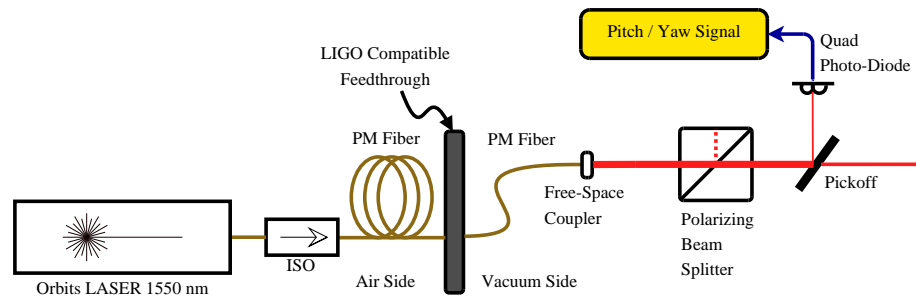 Pitch / Yaw Signal
Quad
Photo-Diode
LIGO Compatible
Feedthrough
PM Fiber
PM Fiber
Free-Space
Coupler
Polarizing
Beam
Splitter
Pickoff
ISO
Air Side
Vacuum Side
Orbits LASER 1550 nm